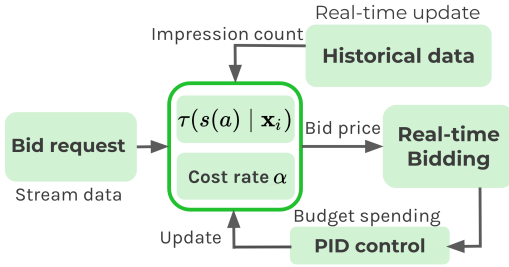 Real-time update
Impression count
Historical data
τ(s(a) | x_i)
Bid price
Real-time
Bidding
Bid request
Cost rate α
Stream data
Budget spending
Update
PID control